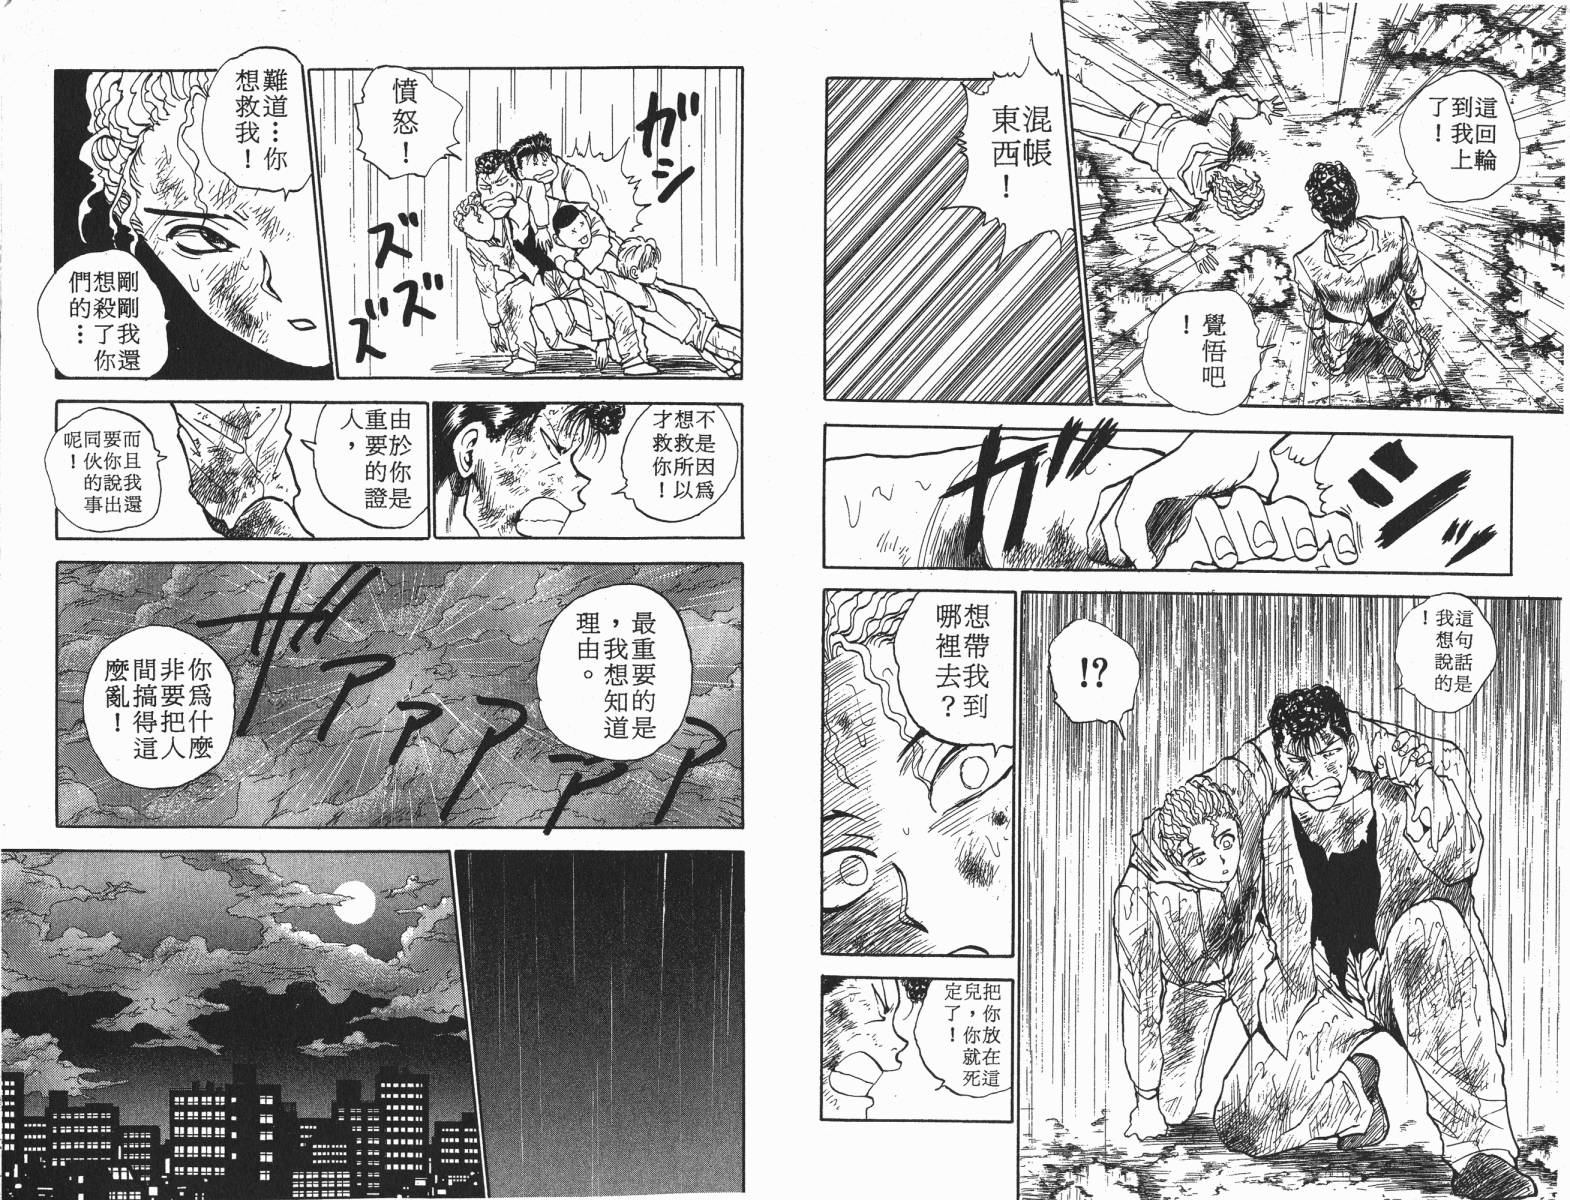 這回輪
到我上
了！
覺悟吧
！
混帳
東西！
ガシッ
這句話是
我想說的
！
!?
想帶我到
哪裡去？
把你放在這
兒，你就死
定了！
ガシ
憤怒！
ズズ
ズズ
難道…你
想救我！
剛剛我還
想殺了你
們的…
不是因爲
想救所以
才救你！
由於你是
重要的證
人，
而且我還
要你說出
同伙的事
呢！
最重要的是
，我想知道
理由。
你爲什麼
非要把人
間搞得這
麼亂！
ザアアアアア